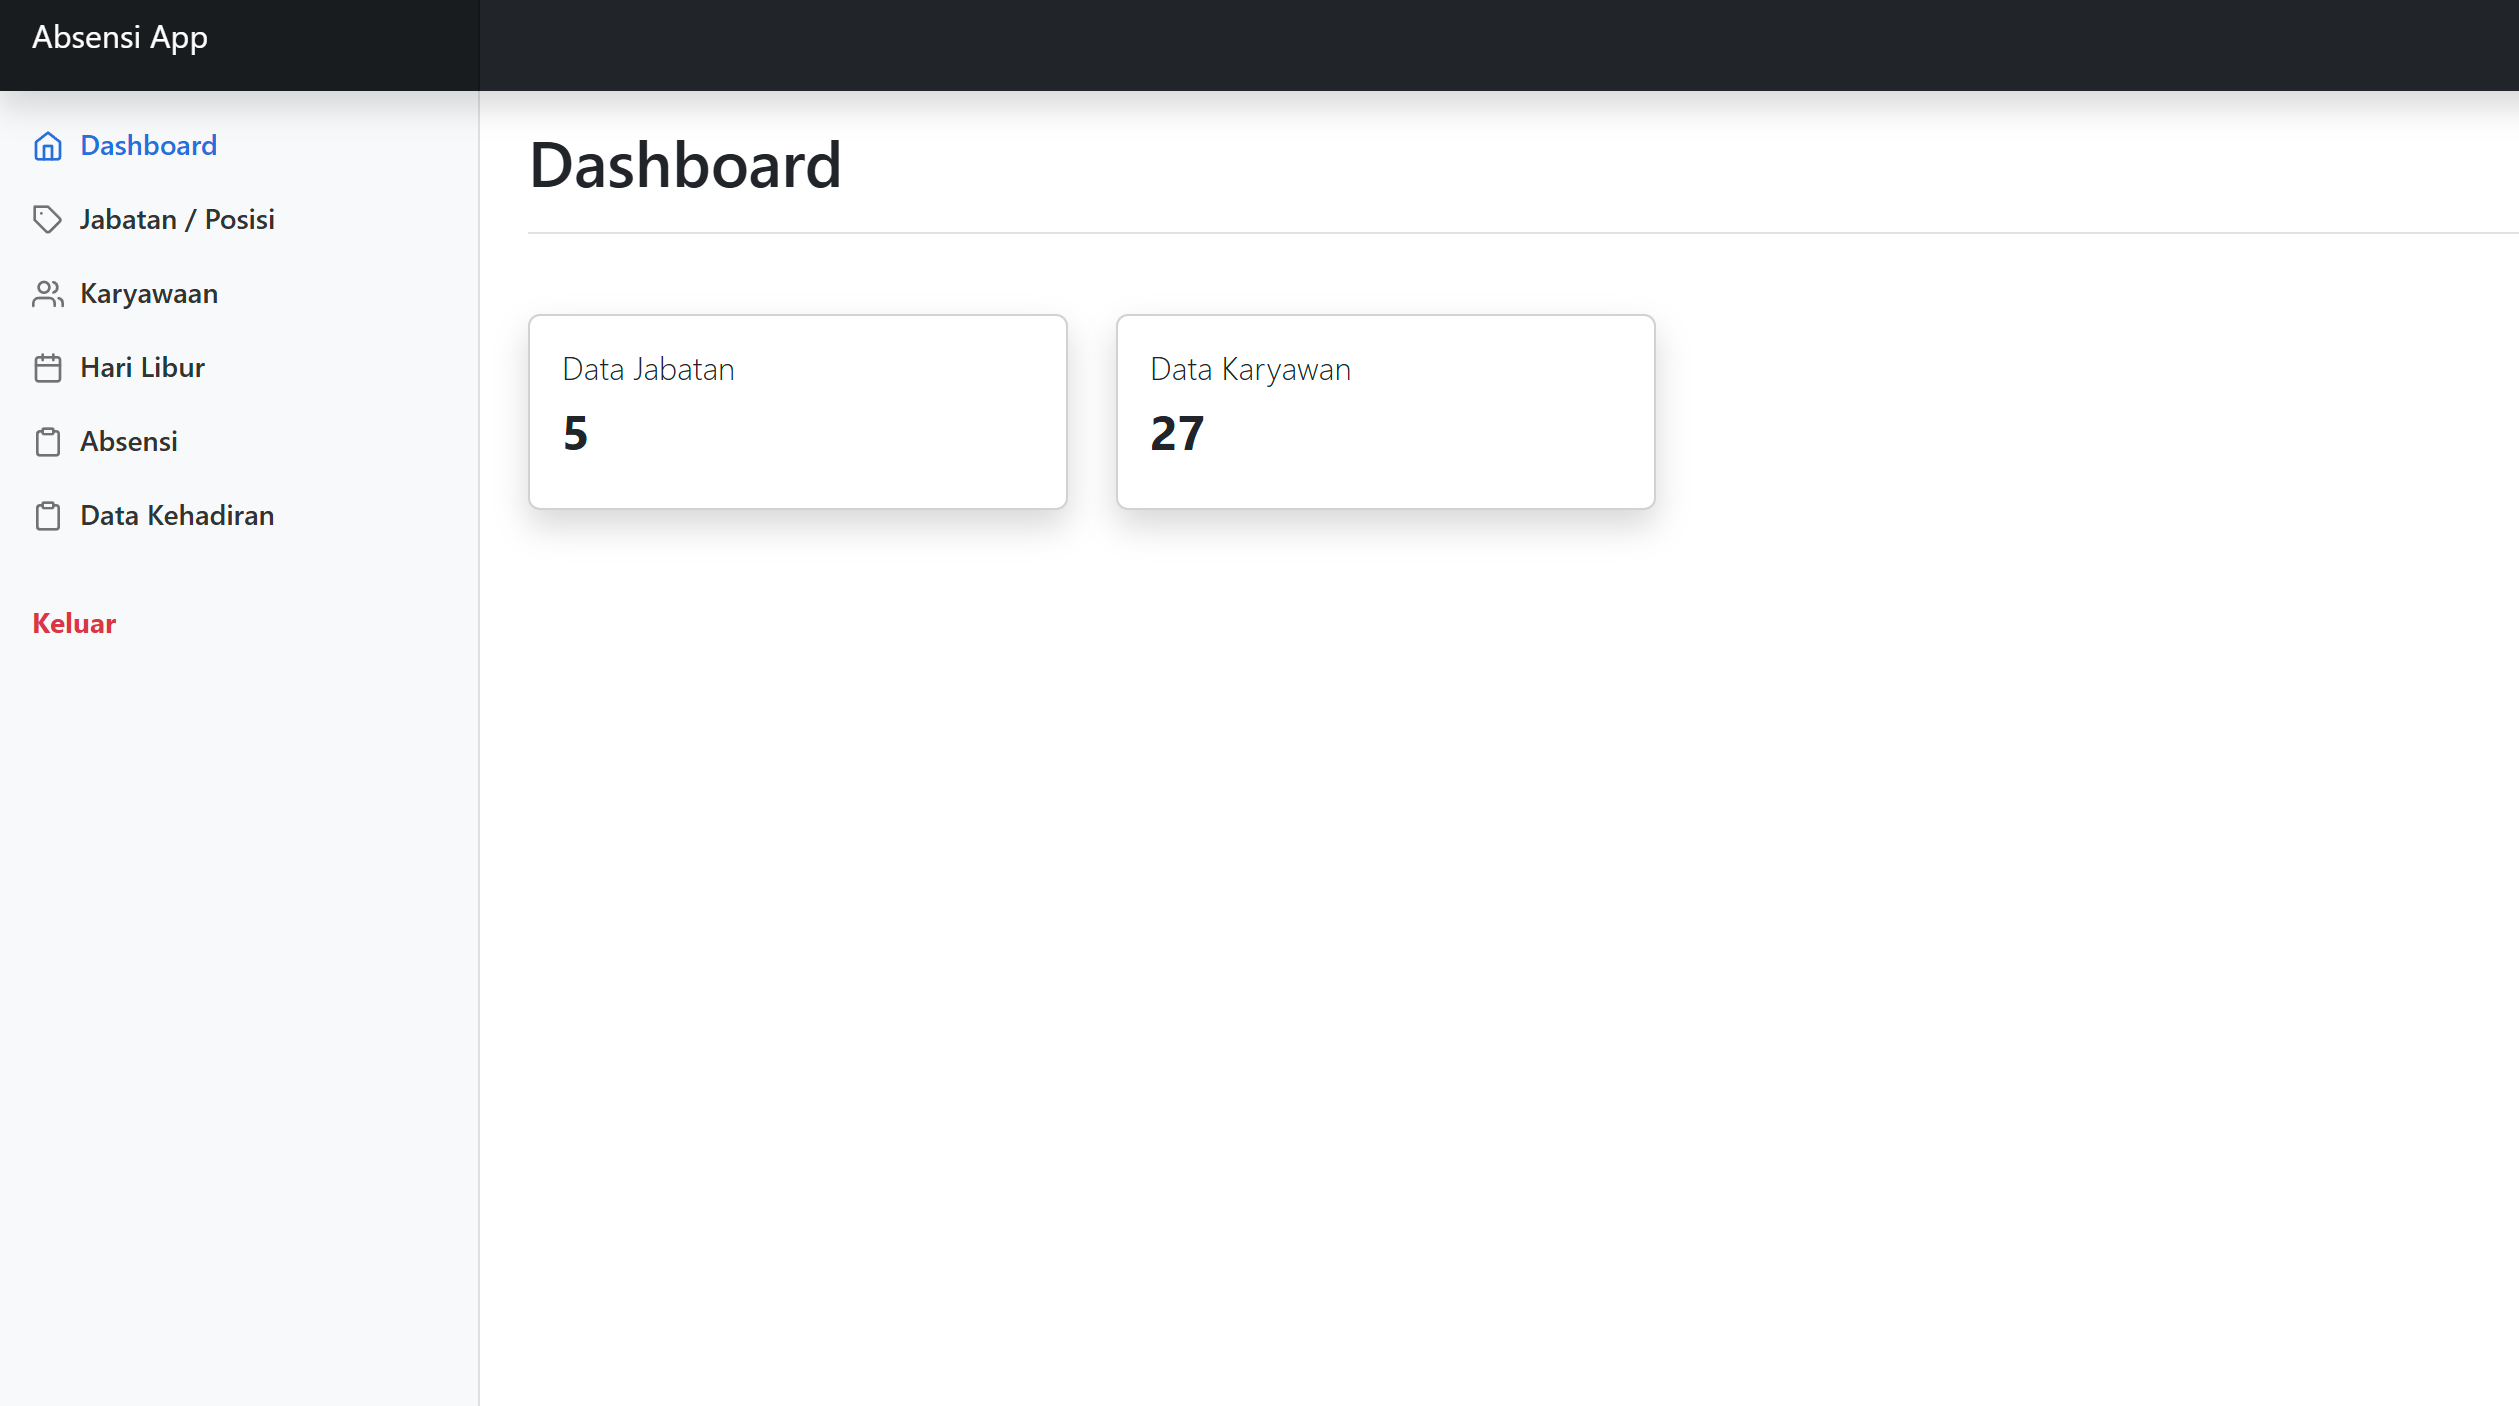 Absensi App
Dashboard
Jabatan / Posisi
Karyawaan
Hari Libur
Absensi
Data Kehadiran
Keluar
Dashboard
Data Jabatan
5
Data Karyawan
27